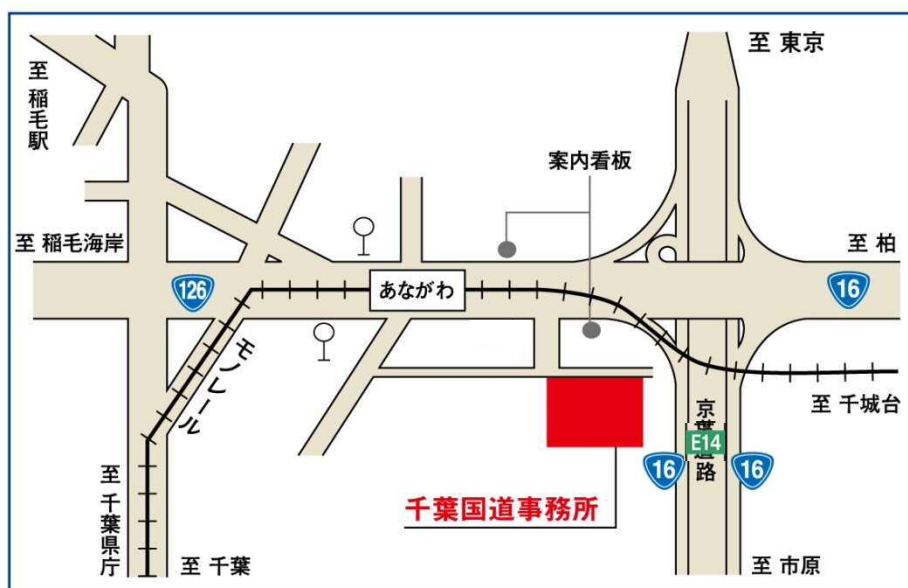 至 東京
至 稲毛駅
案内看板
至 稲毛海岸
至 柏
126
あながわ
16
モノレール
至 千城台
京葉道路
E14
16
16
千葉国道事務所
至 千葉県庁
至 千葉
至 市原